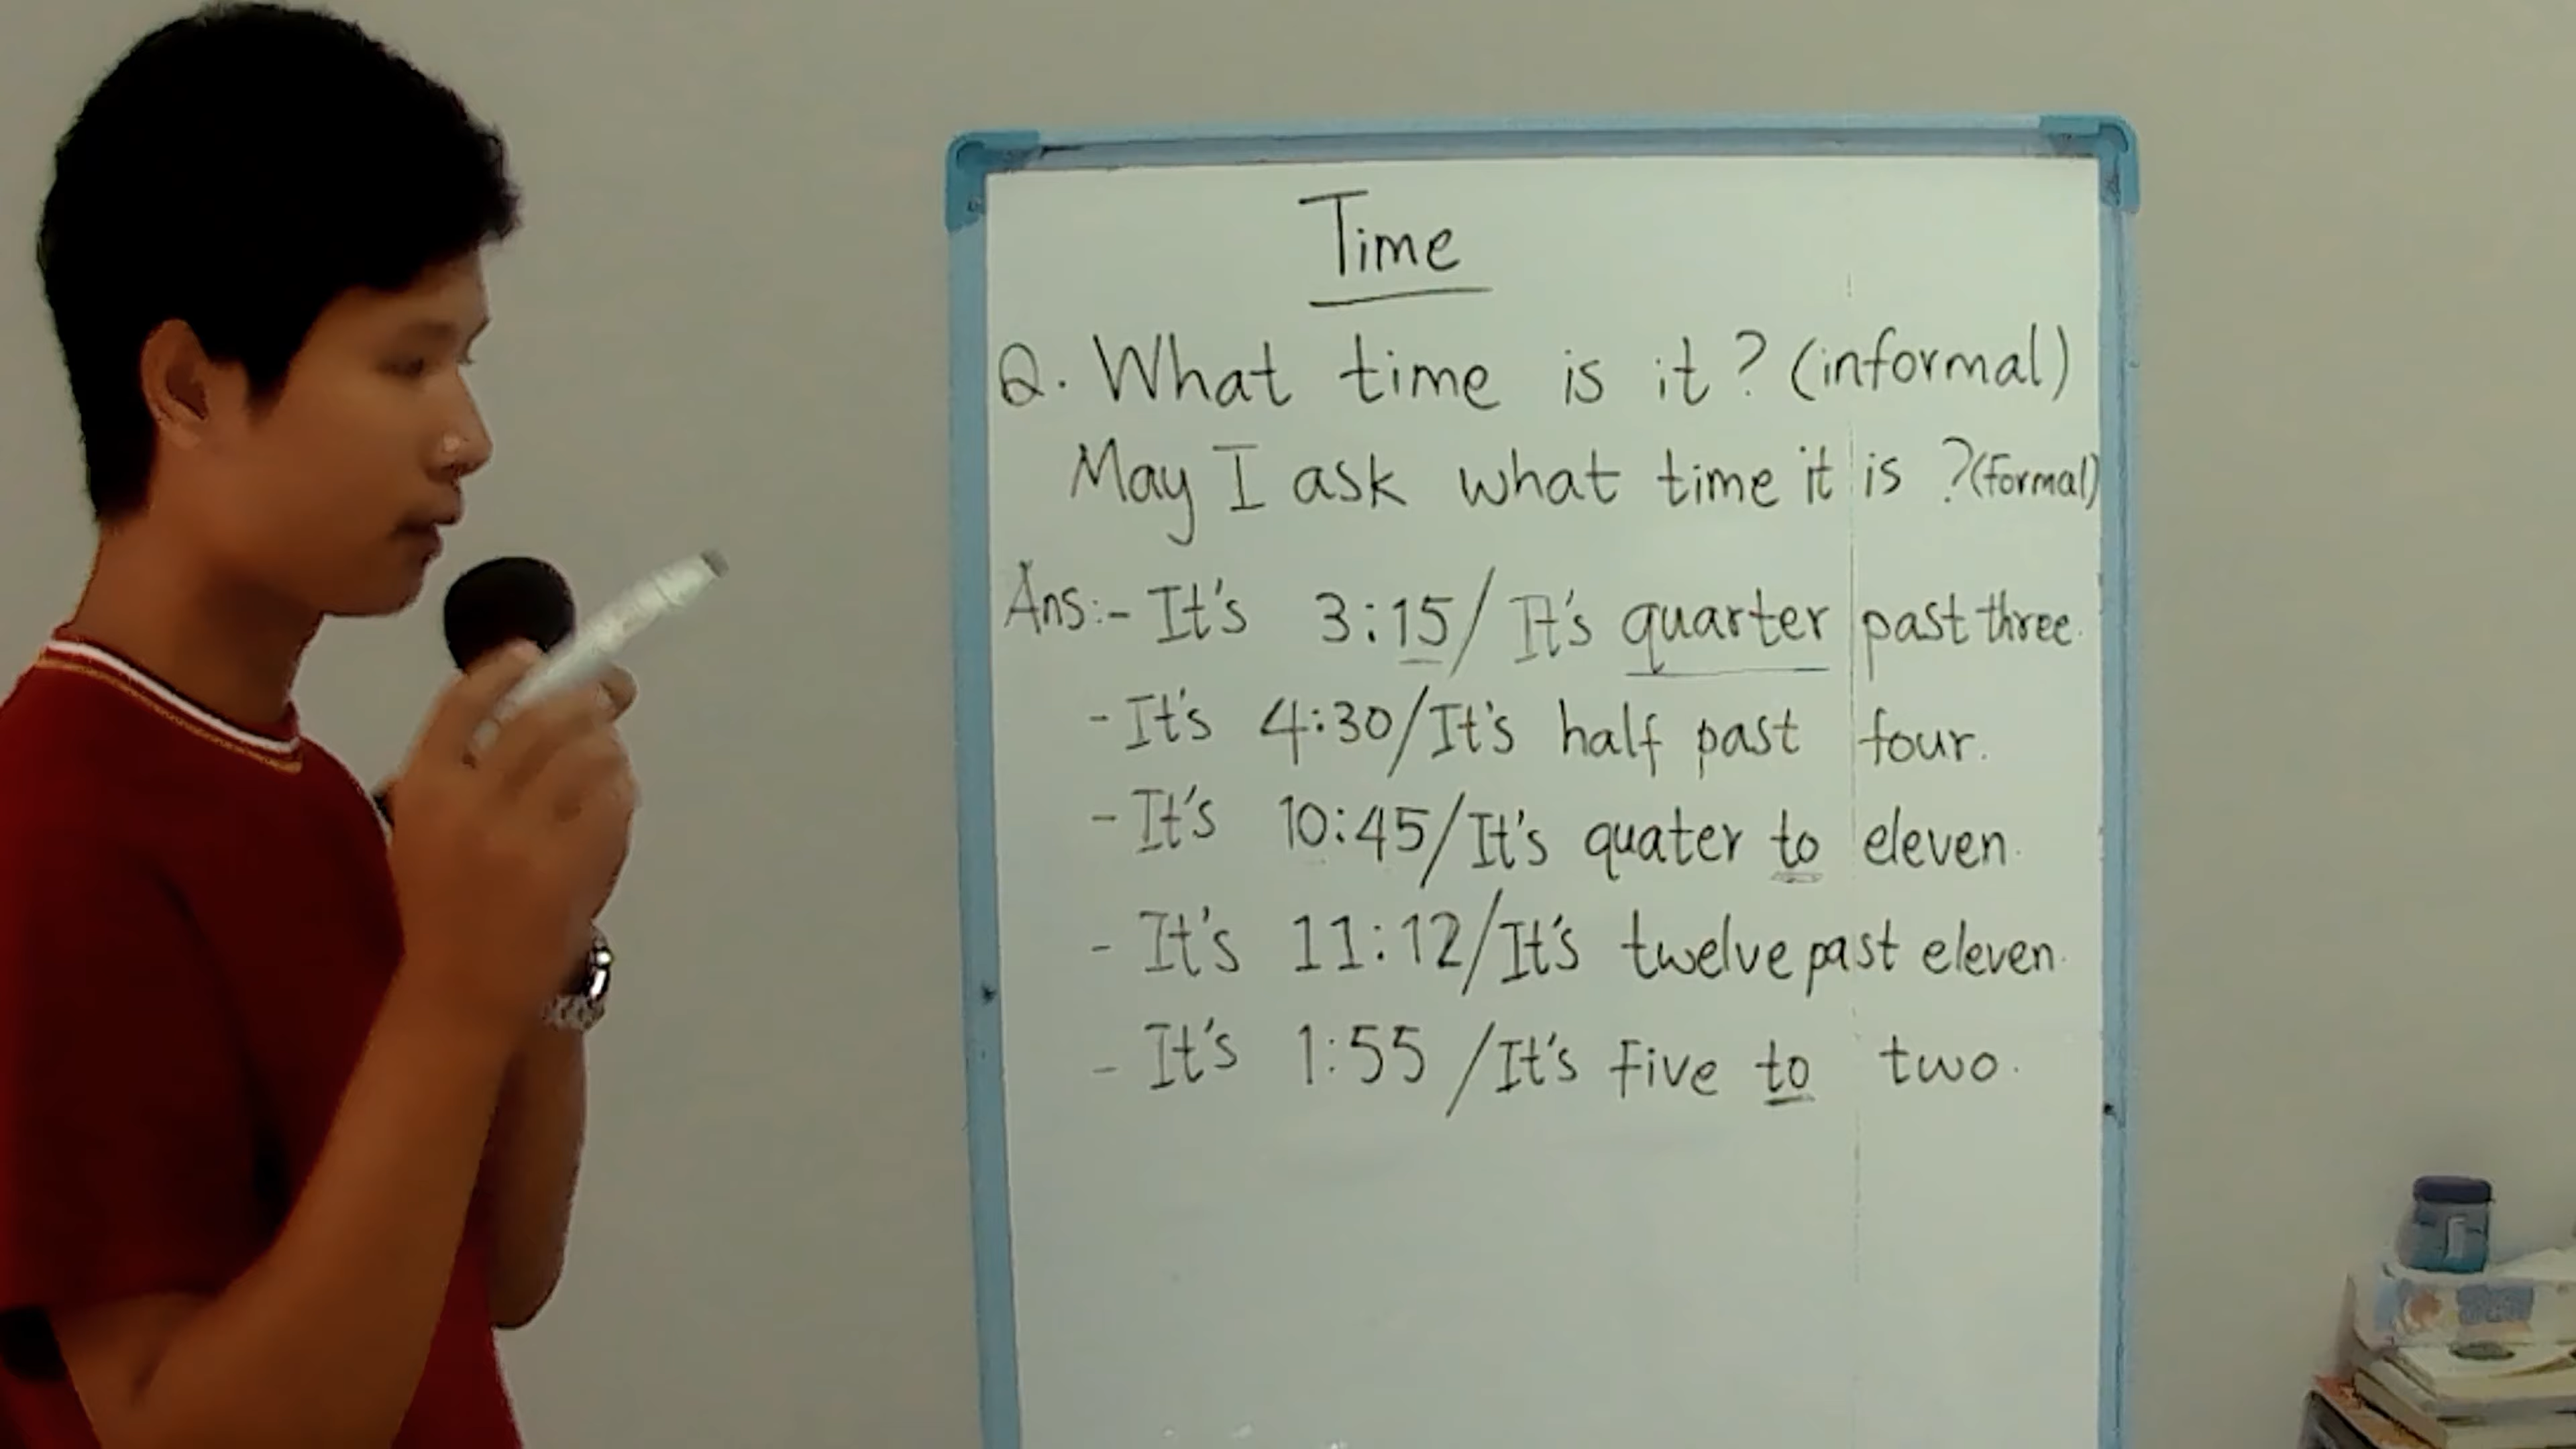 Time
Q. What time is it? (informal)
May I ask what time it is ? (formal)
Ans:- It's 3:15/ It's quarter past three.
- It's 4:30/It's half past four.
- It's 10:45/It's quater to eleven.
- It's 11:12/It's twelve past eleven.
- It's 1:55 /It's five to two.